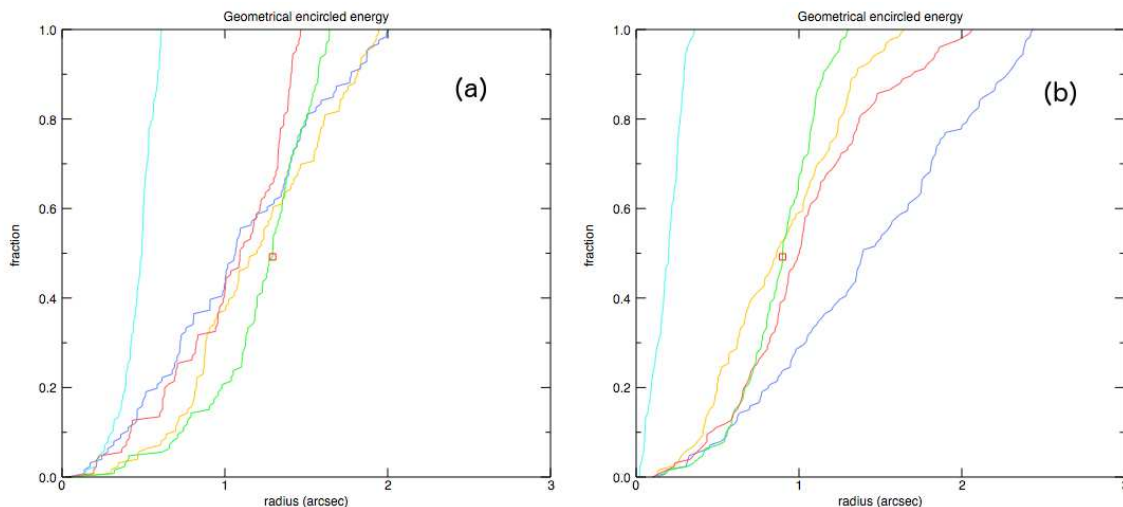 Geometrical encircled energy
1.0
0.8
0.6
0.4
0.2
0.0
fraction
(a)
0
1
2
3
radius (arcsec)
Geometrical encircled energy
1.0
0.8
0.6
0.4
0.2
0.0
fraction
(b)
0
1
2
3
radius (arcsec)